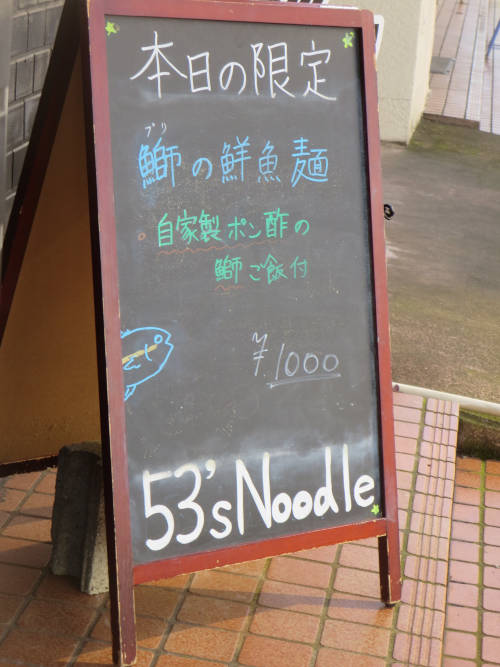 本日の限定
ブリ
鰤の鮮魚麺
自家製ポン酢の
鰤ご飯付
¥1000
53'sNoodle